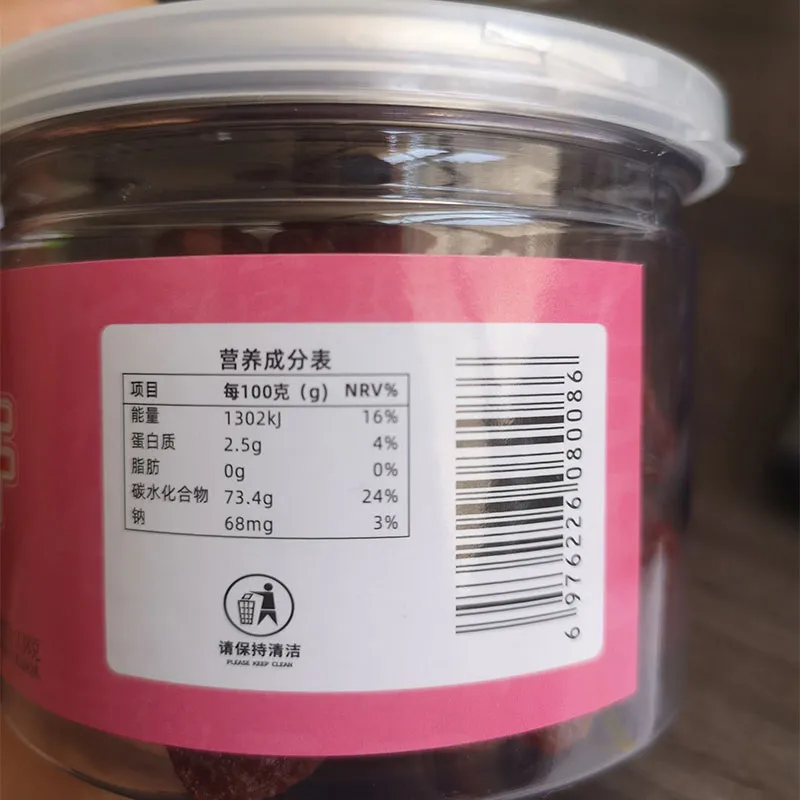 营养成分表
项目 每100克（g） NRV%
能量 1302kJ 16%
蛋白质 2.5g 4%
脂肪 0g 0%
碳水化合物 73.4g 24%
钠 68mg 3%
请保持清洁
PLEASE KEEP CLEAN
6 976226 080086